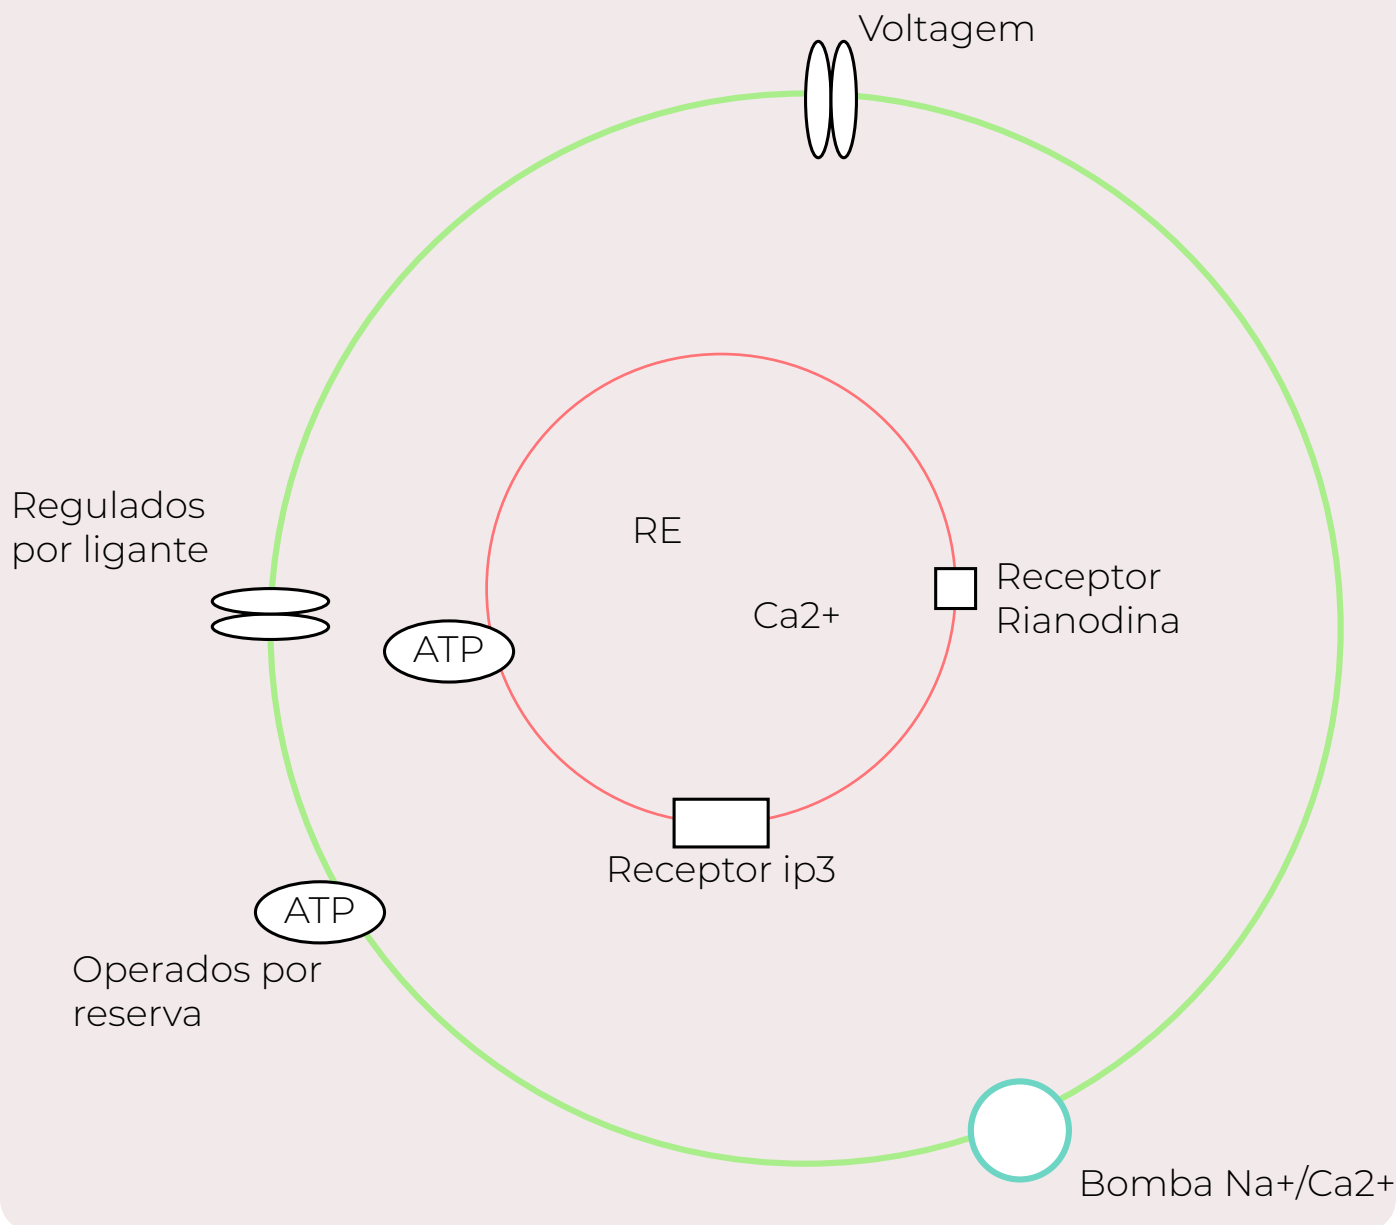 Voltagem
Regulados
por ligante
RE
Receptor
Rianodina
Ca2+
ATP
Receptor ip3
ATP
Operados por
reserva
Bomba Na+/Ca2+